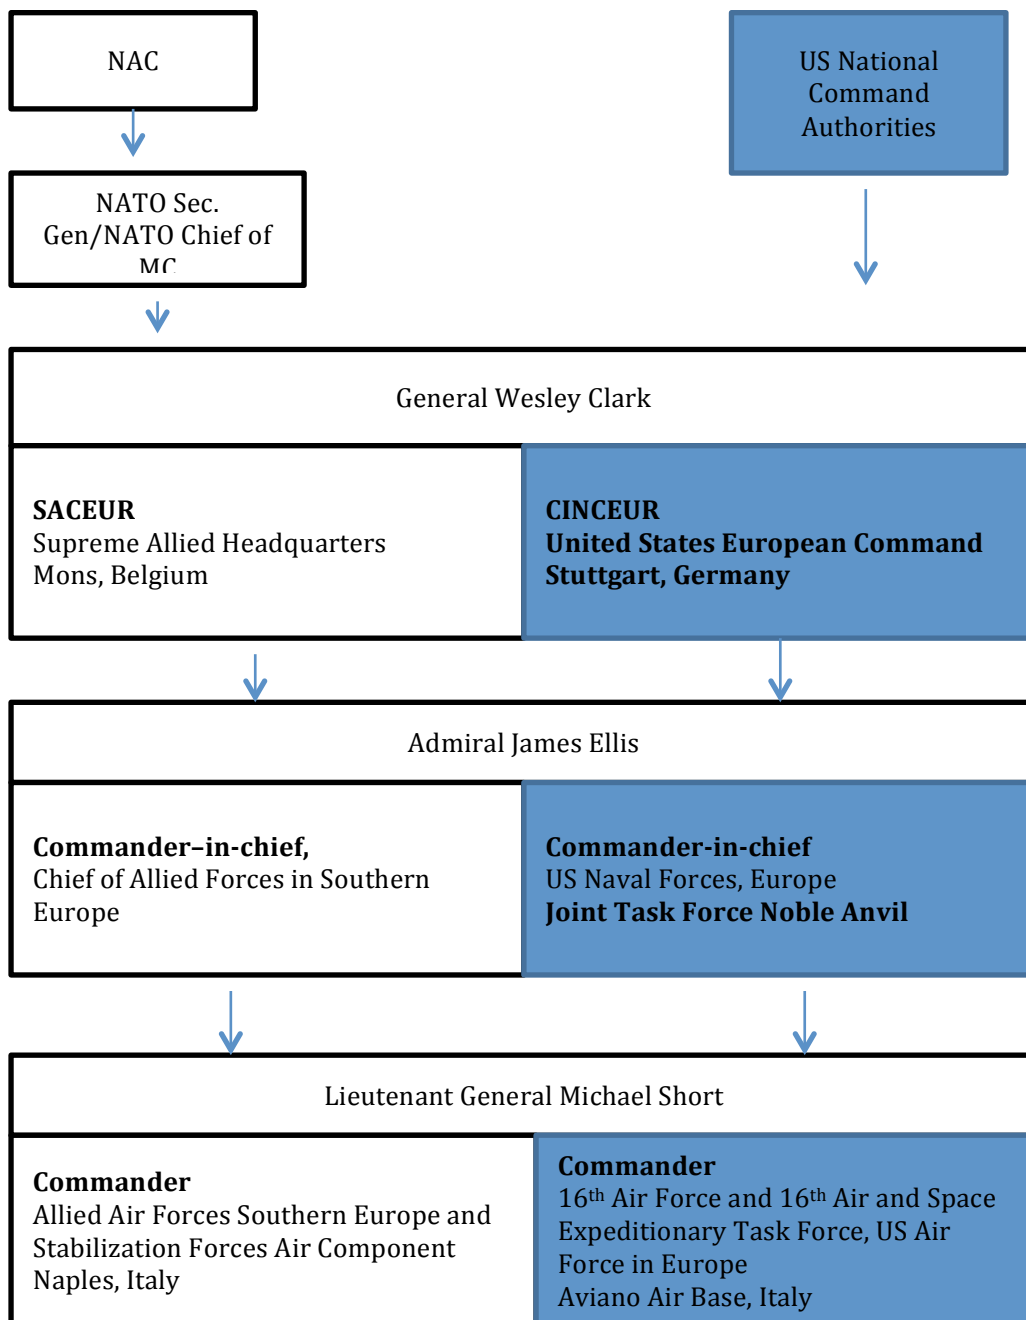 NAC
US National
Command
Authorities
NATO Sec.
Gen/NATO Chief of
MC
General Wesley Clark
SACEUR
Supreme Allied Headquarters
Mons, Belgium
CINCEUR
United States European Command
Stuttgart, Germany
Admiral James Ellis
Commander–in-chief,
Chief of Allied Forces in Southern
Europe
Commander-in-chief
US Naval Forces, Europe
Joint Task Force Noble Anvil
Lieutenant General Michael Short
Commander
Allied Air Forces Southern Europe and
Stabilization Forces Air Component
Naples, Italy
Commander
16th Air Force and 16th Air and Space
Expeditionary Task Force, US Air
Force in Europe
Aviano Air Base, Italy